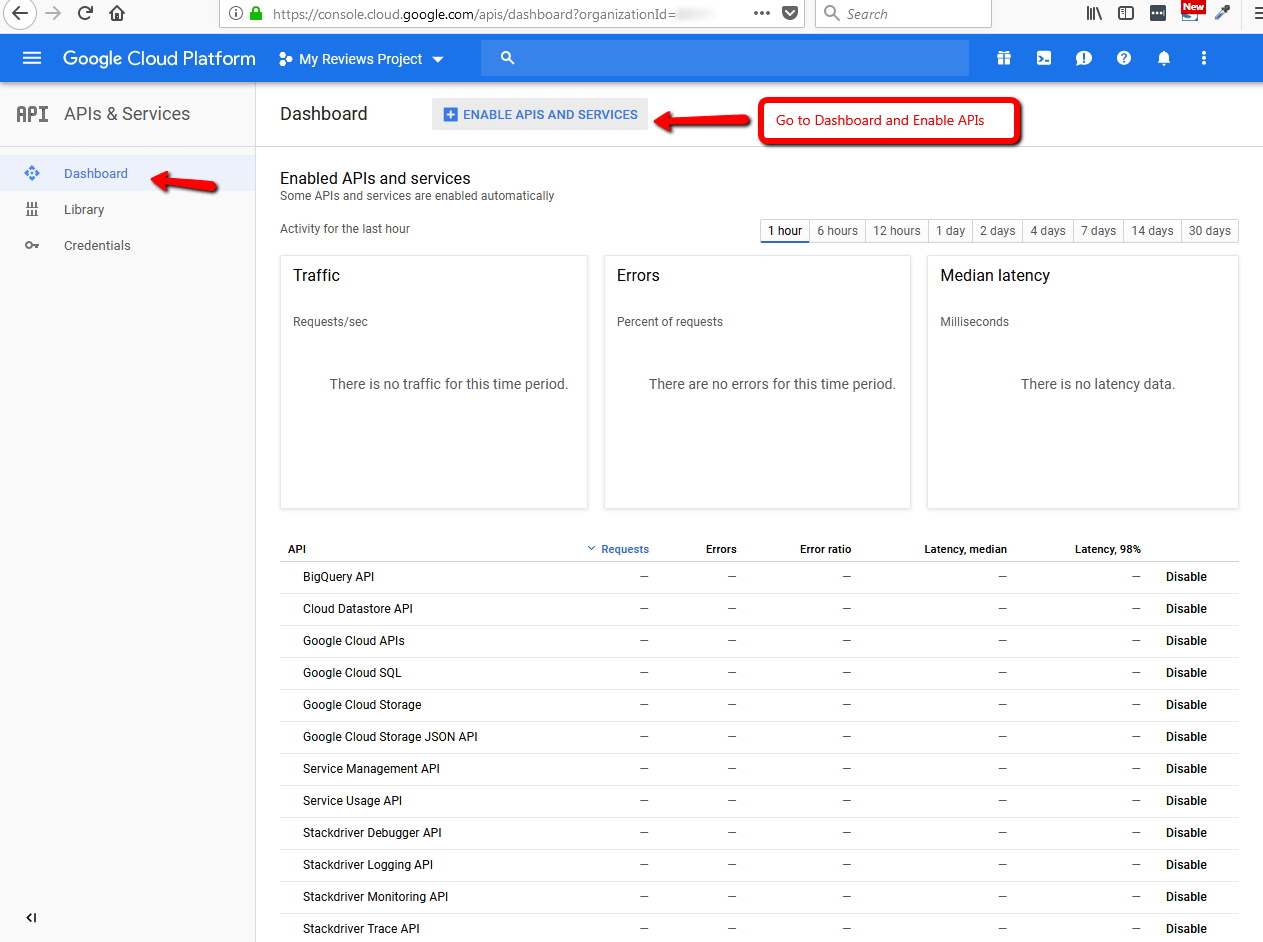 https://console.cloud.google.com/apis/dashboard?organizationId=
Search
New
Google Cloud Platform
My Reviews Project
API APIs & Services
Dashboard
ENABLE APIS AND SERVICES
Go to Dashboard and Enable APIs
Dashboard
Library
Credentials
Enabled APIs and services
Some APIs and services are enabled automatically
Activity for the last hour
1 hour 6 hours 12 hours 1 day 2 days 4 days 7 days 14 days 30 days
Traffic
Requests/sec
There is no traffic for this time period.
Errors
Percent of requests
There are no errors for this time period.
Median latency
Milliseconds
There is no latency data.
API Requests Errors Error ratio Latency, median Latency, 98%
BigQuery API — — — — — Disable
Cloud Datastore API — — — — — Disable
Google Cloud APIs — — — — — Disable
Google Cloud SQL — — — — — Disable
Google Cloud Storage — — — — — Disable
Google Cloud Storage JSON API — — — — — Disable
Service Management API — — — — — Disable
Service Usage API — — — — — Disable
Stackdriver Debugger API — — — — — Disable
Stackdriver Logging API — — — — — Disable
Stackdriver Monitoring API — — — — — Disable
Stackdriver Trace API — — — — — Disable